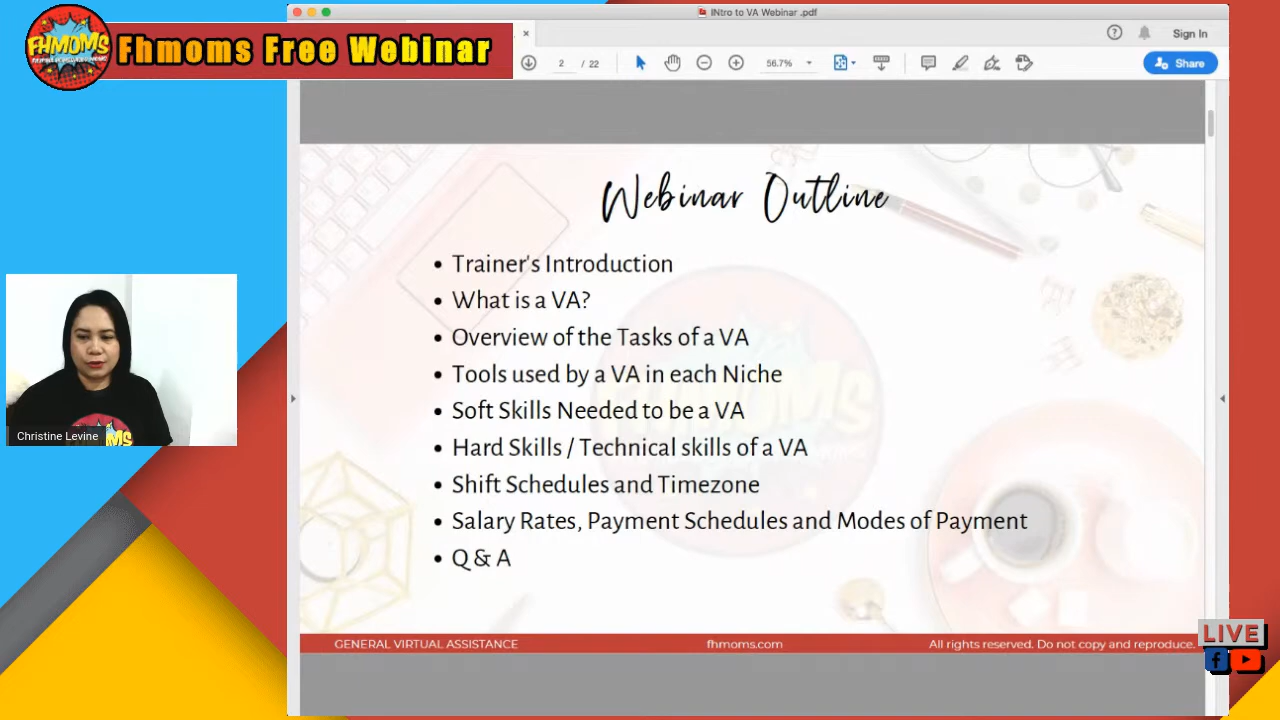 INtro to VA Webinar .pdf
FHMOMS
Fhmoms Free Webinar
Sign In
2 / 22
56.7%
Share
Webinar Outline
• Trainer's Introduction
• What is a VA?
• Overview of the Tasks of a VA
• Tools used by a VA in each Niche
• Soft Skills Needed to be a VA
• Hard Skills / Technical skills of a VA
• Shift Schedules and Timezone
• Salary Rates, Payment Schedules and Modes of Payment
• Q & A
Christine Levine
GENERAL VIRTUAL ASSISTANCE
fhmoms.com
All rights reserved. Do not copy and reproduce.
LIVE